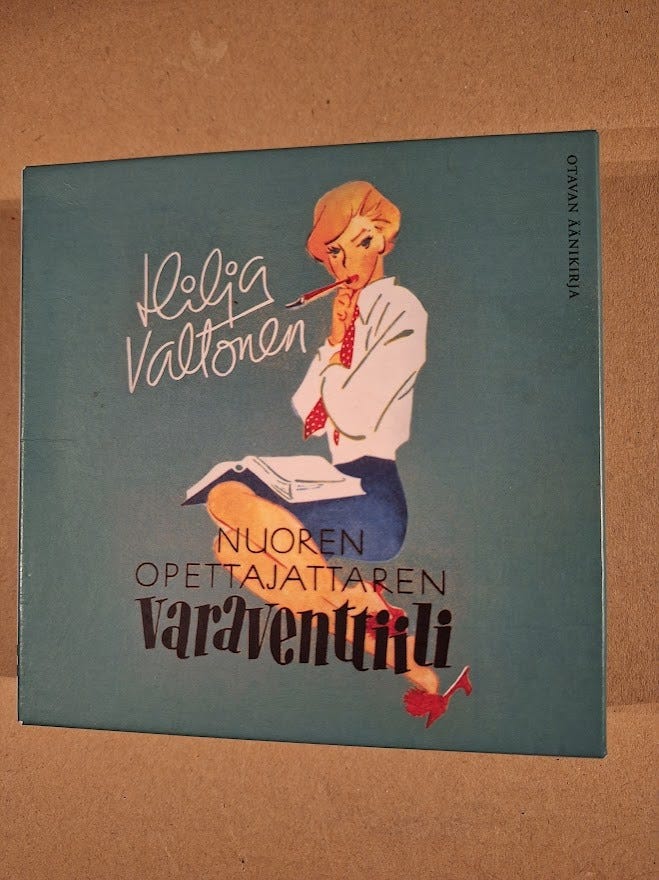 Hilja
Valtonen
NUOREN
OPETTAJATTAREN
varaventtiili
OTAVAN ÄÄNIKIRJA